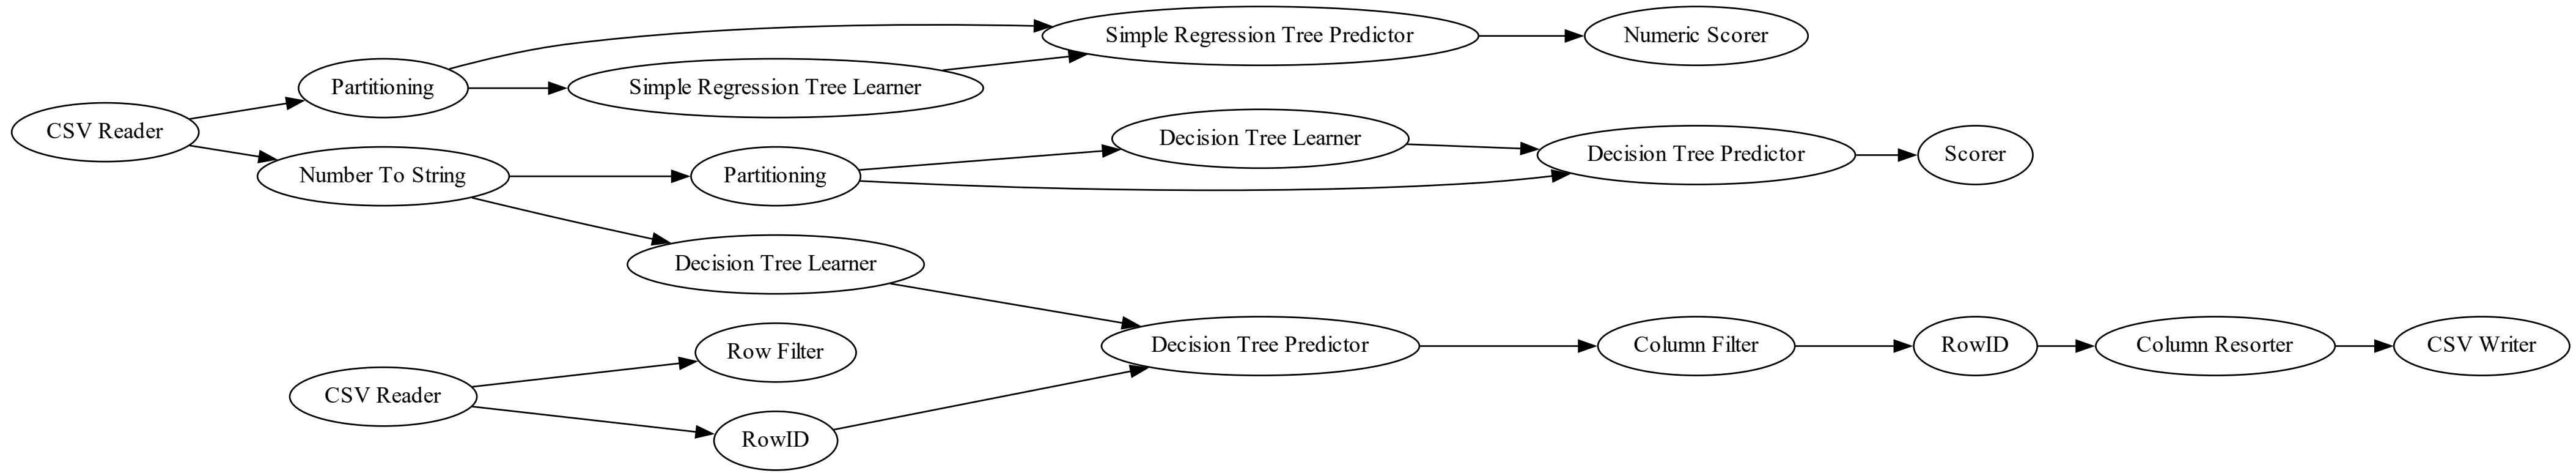 Simple Regression Tree Predictor
Numeric Scorer
Partitioning
Simple Regression Tree Learner
CSV Reader
Decision Tree Learner
Decision Tree Predictor
Scorer
Number To String
Partitioning
Decision Tree Learner
Row Filter
Decision Tree Predictor
Column Filter
RowID
Column Resorter
CSV Writer
CSV Reader
RowID